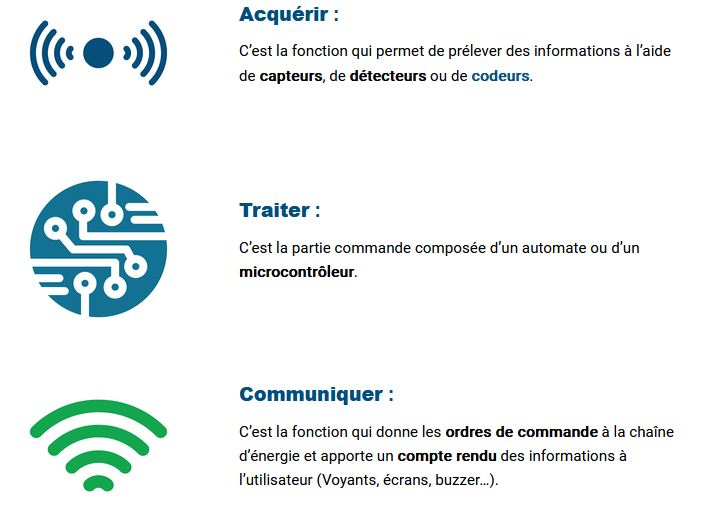 Acquérir :
C’est la fonction qui permet de prélever des informations à l’aide
de capteurs, de détecteurs ou de codeurs.
Traiter :
C’est la partie commande composée d’un automate ou d’un
microcontrôleur.
Communiquer :
C’est la fonction qui donne les ordres de commande à la chaîne
d’énergie et apporte un compte rendu des informations à
l’utilisateur (Voyants, écrans, buzzer…).